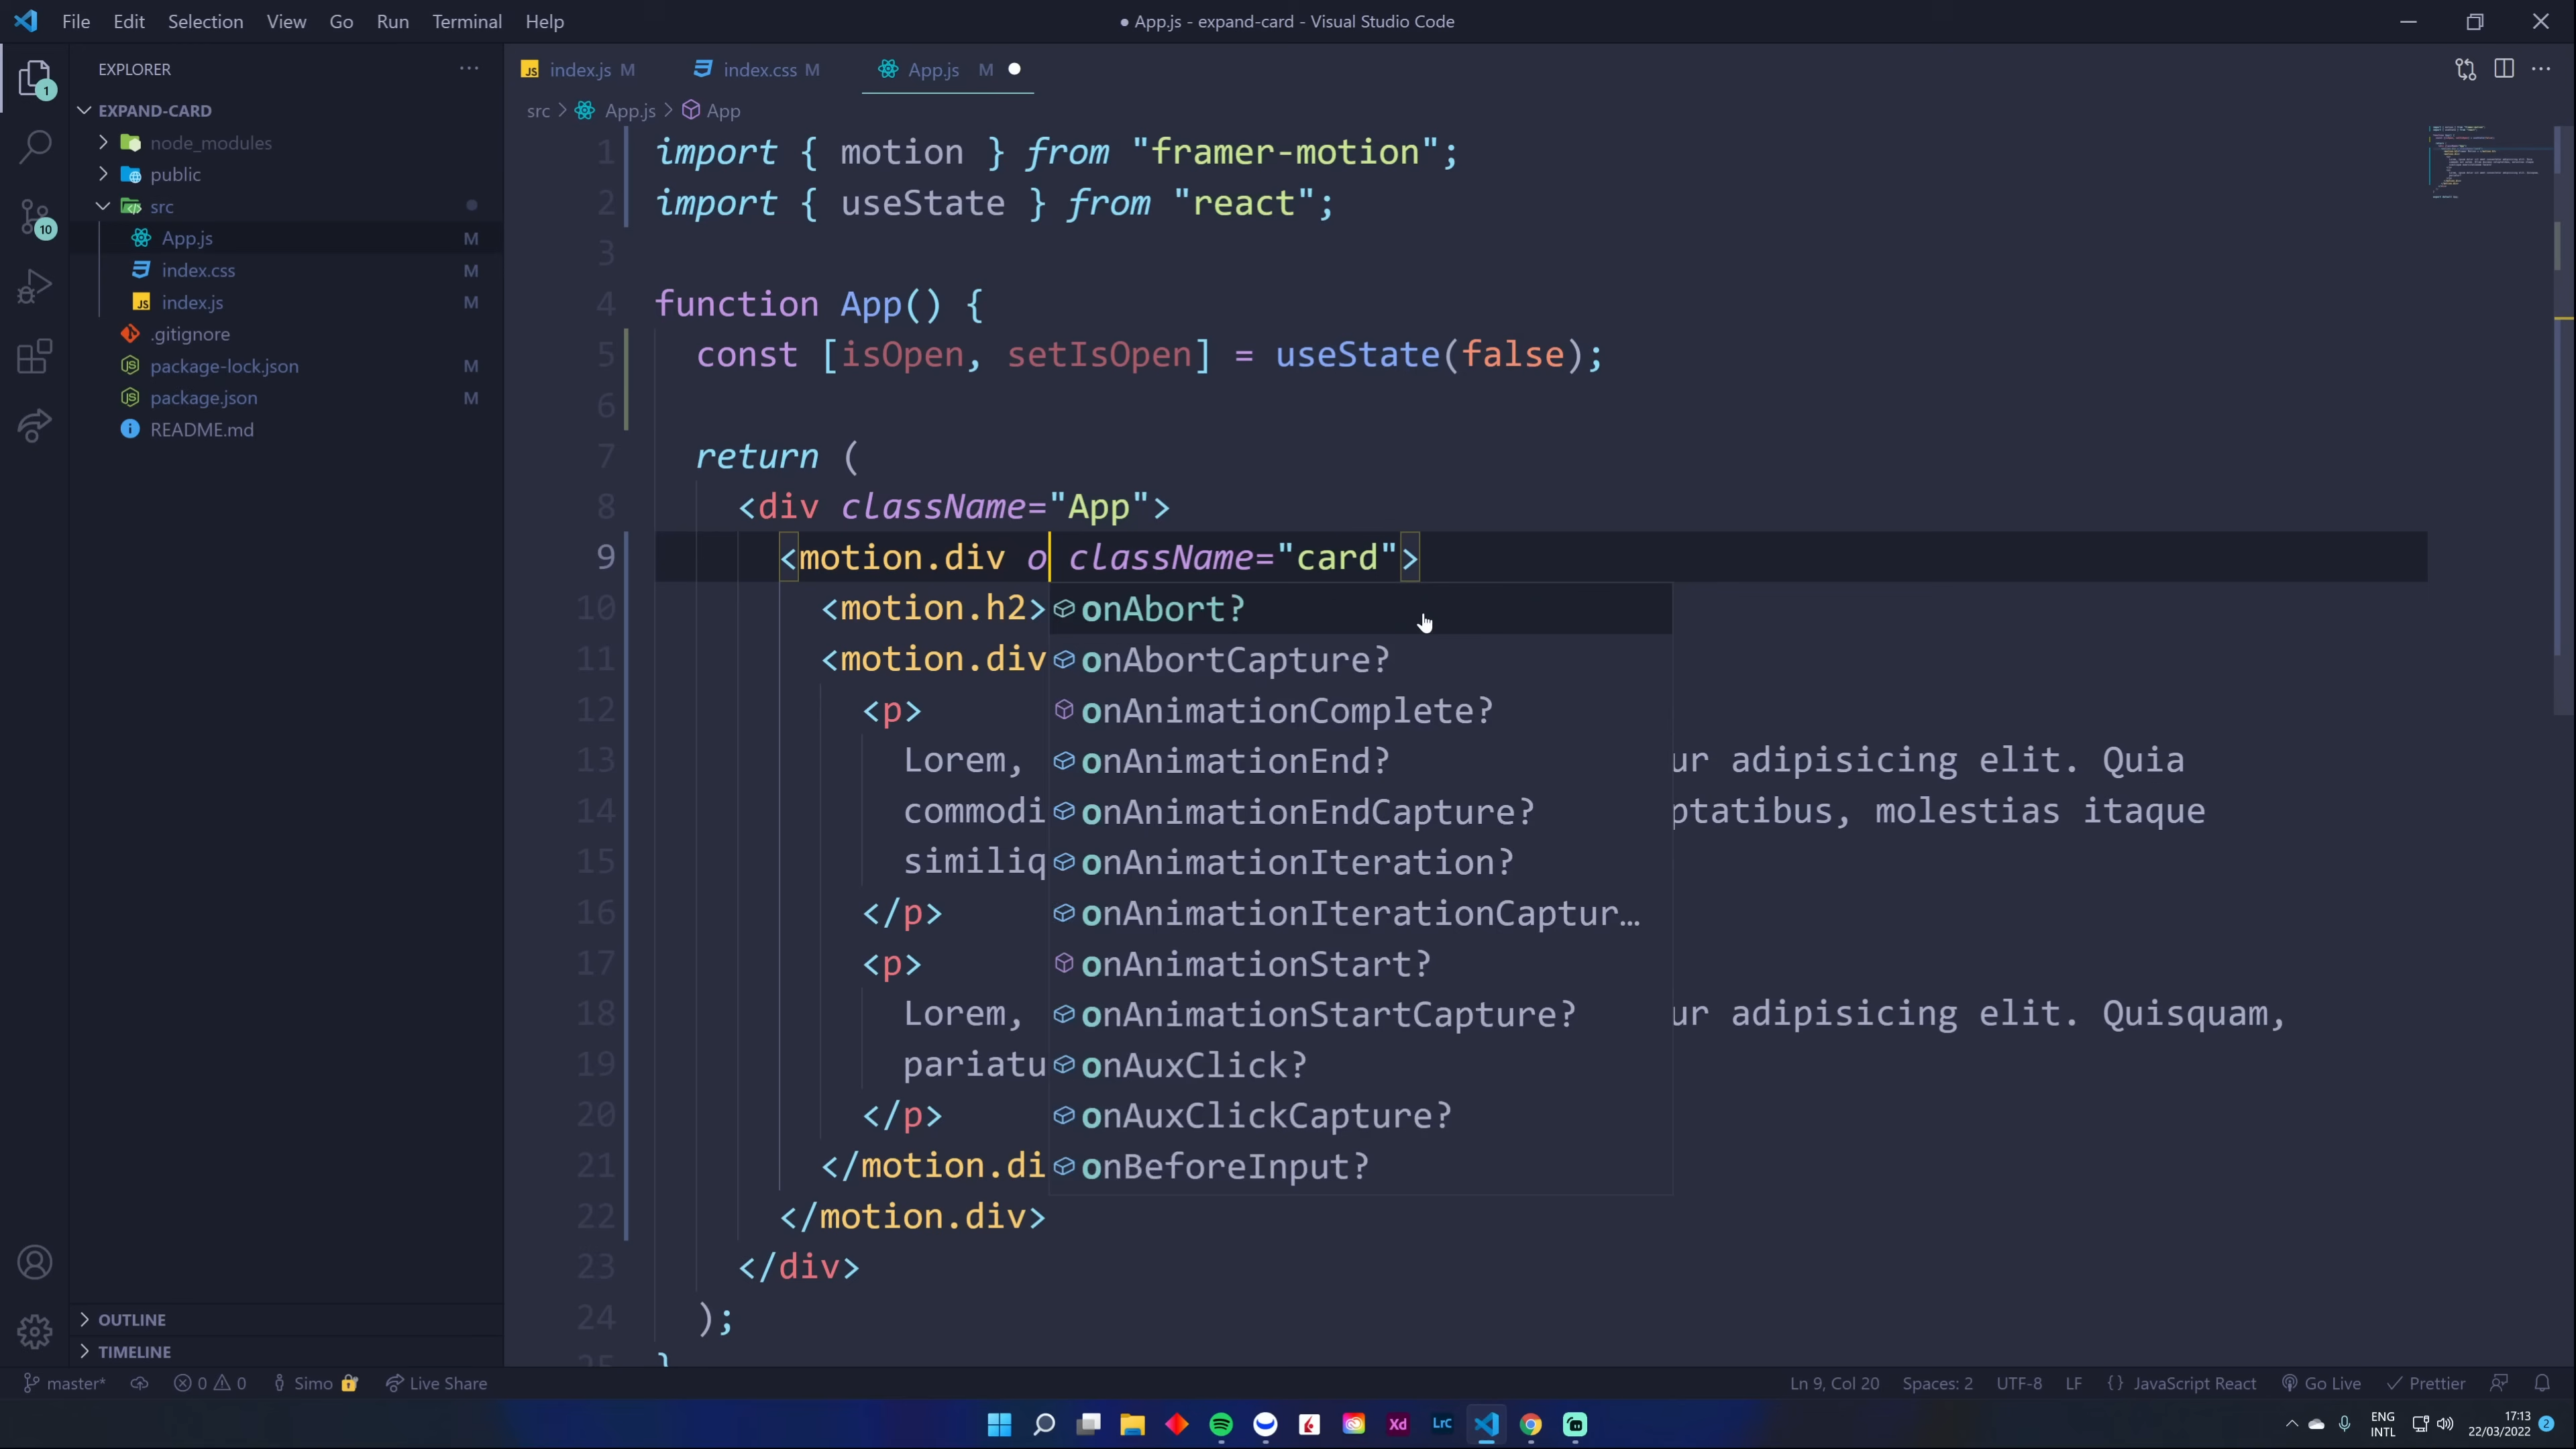 File Edit Selection View Go Run Terminal Help
● App.js - expand-card - Visual Studio Code
EXPLORER
EXPAND-CARD
node_modules
public
src
App.js M
index.css M
index.js M
.gitignore
package-lock.json M
package.json M
README.md
OUTLINE
TIMELINE
1
10
index.js M
index.css M
App.js M
src > App.js > App
1 import { motion } from "framer-motion";
2 import { useState } from "react";
3
4 function App() {
5 const [isOpen, setIsOpen] = useState(false);
6
7 return (
8 <div className="App">
9 <motion.div o className="card">
10 <motion.h2>
11 <motion.div
12 <p>
13 Lorem, ur adipisicing elit. Quia
14 commodi ptatibus, molestias itaque
15 similiq
16 </p>
17 <p>
18 Lorem, ur adipisicing elit. Quisquam,
19 pariatu
20 </p>
21 </motion.di
22 </motion.div>
23 </div>
24 );
25 }
onAbort?
onAbortCapture?
onAnimationComplete?
onAnimationEnd?
onAnimationEndCapture?
onAnimationIteration?
onAnimationIterationCaptur…
onAnimationStart?
onAnimationStartCapture?
onAuxClick?
onAuxClickCapture?
onBeforeInput?
master* 0 0 Simo Live Share
Ln 9, Col 20 Spaces: 2 UTF-8 LF {} JavaScript React Go Live Prettier
Xd LrC
ENG
INTL
17:13
22/03/2022
2